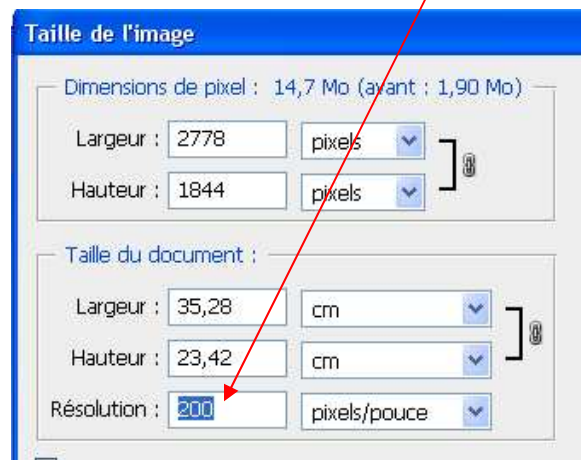 Taille de l'image
Dimensions de pixel : 14,7 Mo (avant : 1,90 Mo)
Largeur : 2778 pixels
Hauteur : 1844 pixels
Taille du document :
Largeur : 35,28 cm
Hauteur : 23,42 cm
Résolution : 200 pixels/pouce